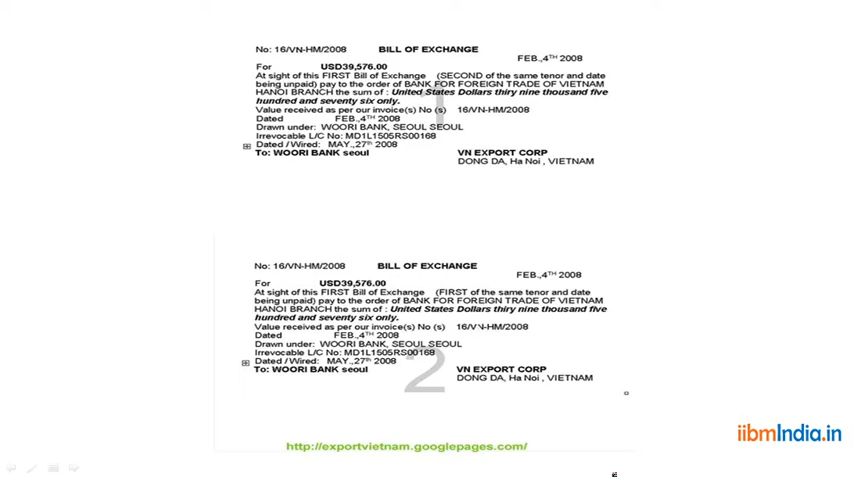 No: 16/VN-HM/2008 BILL OF EXCHANGE
FEB.,4TH 2008
For USD39,576.00
At sight of this FIRST Bill of Exchange (SECOND of the same tenor and date
being unpaid) pay to the order of BANK FOR FOREIGN TRADE OF VIETNAM
HANOI BRANCH the sum of : United States Dollars thiry nine thousand five
hundred and seventy six only.
Value received as per our invoice(s) No (s) 16/VN-HM/2008
Dated FEB.,4TH 2008
Drawn under: WOORI BANK, SEOUL SEOUL
Irrevocable L/C No: MD1L1505RS00168
Dated / Wired: MAY.,27th 2008
To: WOORI BANK seoul VN EXPORT CORP
DONG DA, Ha Noi , VIETNAM
1
No: 16/VN-HM/2008 BILL OF EXCHANGE
FEB.,4TH 2008
For USD39,576.00
At sight of this FIRST Bill of Exchange (FIRST of the same tenor and date
being unpaid) pay to the order of BANK FOR FOREIGN TRADE OF VIETNAM
HANOI BRANCH the sum of : United States Dollars thiry nine thousand five
hundred and seventy six only.
Value received as per our invoice(s) No (s) 16/VN-HM/2008
Dated FEB.,4TH 2008
Drawn under: WOORI BANK, SEOUL SEOUL
Irrevocable L/C No: MD1L1505RS00168
Dated / Wired: MAY.,27th 2008
To: WOORI BANK seoul VN EXPORT CORP
DONG DA, Ha Noi , VIETNAM
2
http://exportvietnam.googlepages.com/
iibmIndia.in